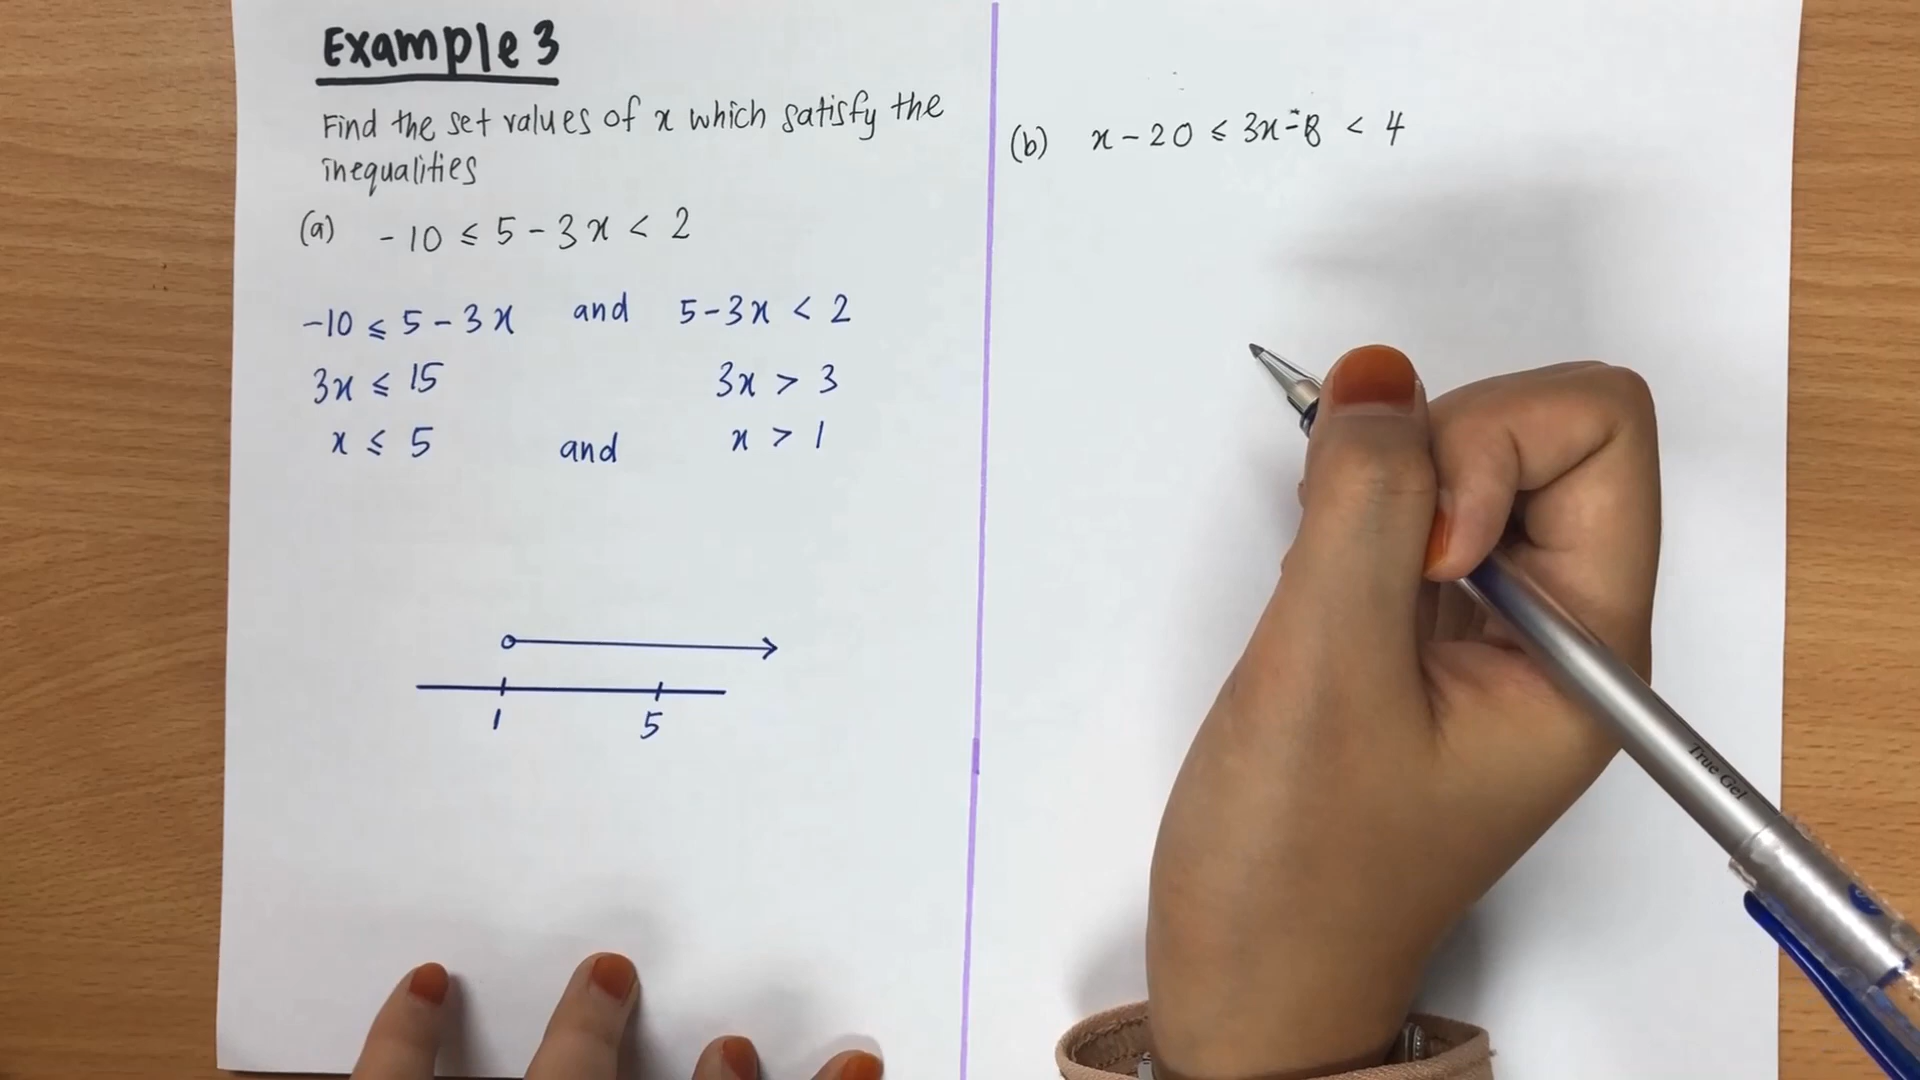 Example 3
Find the set values of x which satisfy the
inequalities
(a) -10 ≤ 5 - 3x < 2
-10 ≤ 5 - 3x and 5 - 3x < 2
3x ≤ 15 3x > 3
x ≤ 5 and x > 1
1 5
(b) x - 20 ≤ 3x - 8 < 4
True Gel